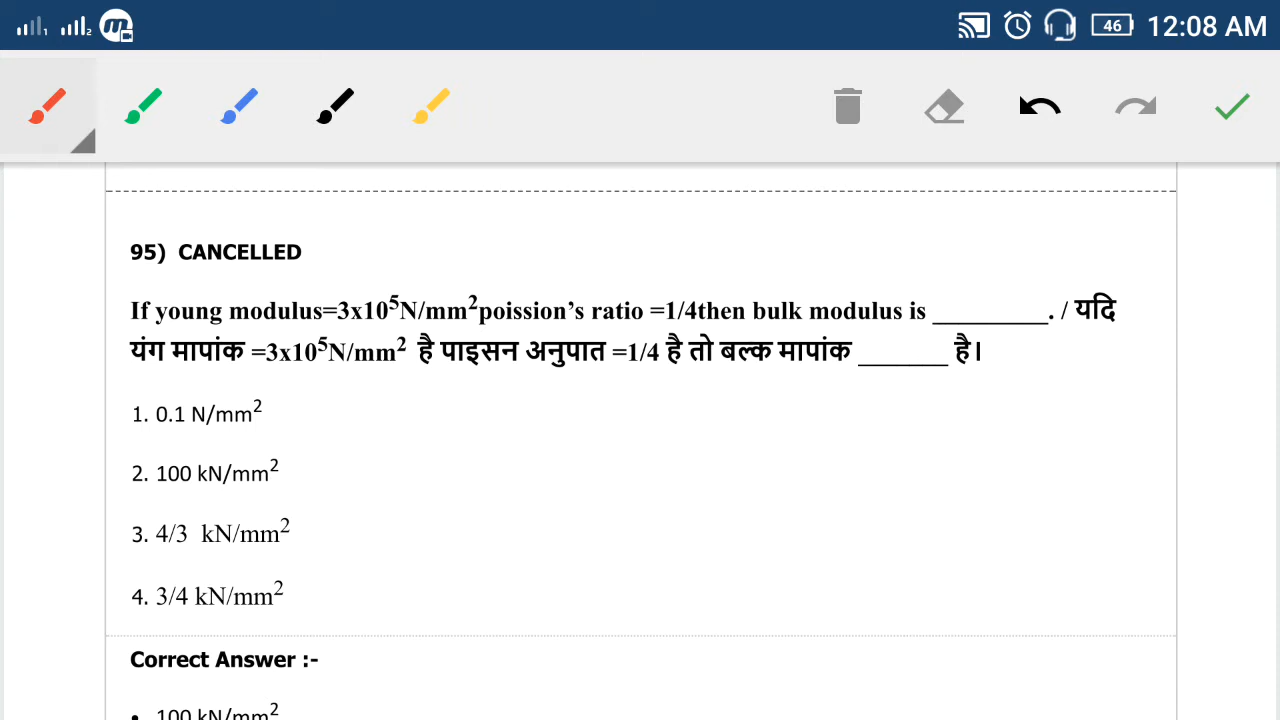 46 12:08 AM
95) CANCELLED
If young modulus=3x10⁵N/mm²poission’s ratio =1/4then bulk modulus is _________. / यदि
यंग मापांक =3x10⁵N/mm² है पाइसन अनुपात =1/4 है तो बल्क मापांक _______ है।
1. 0.1 N/mm²
2. 100 kN/mm²
3. 4/3 kN/mm²
4. 3/4 kN/mm²
Correct Answer :-
• 100 kN/mm²